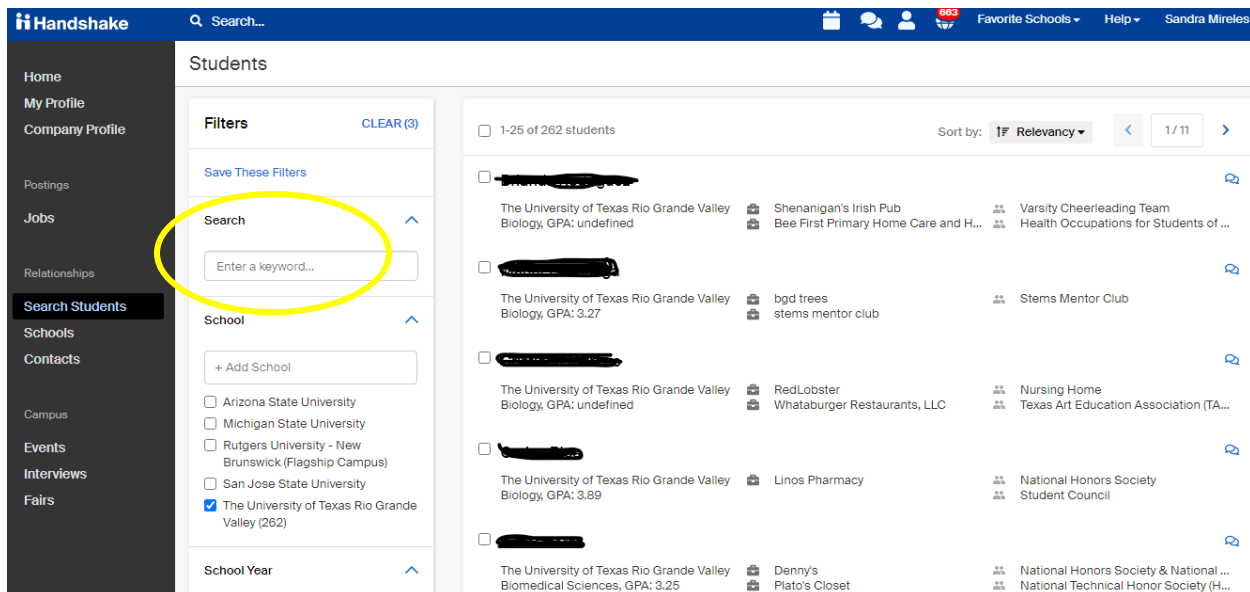 Handshake
Search...
663
Favorite Schools
Help
Sandra Mireles
Home
My Profile
Company Profile
Postings
Jobs
Relationships
Search Students
Schools
Contacts
Campus
Events
Interviews
Fairs
Students
Filters
CLEAR (3)
Save These Filters
Search
Enter a keyword...
School
+ Add School
Arizona State University
Michigan State University
Rutgers University - New
Brunswick (Flagship Campus)
San Jose State University
The University of Texas Rio Grande
Valley (262)
School Year
1-25 of 262 students
Sort by:
Relevancy
1 / 11
The University of Texas Rio Grande Valley
Biology, GPA: undefined
Shenanigan's Irish Pub
Bee First Primary Home Care and H...
Varsity Cheerleading Team
Health Occupations for Students of ...
The University of Texas Rio Grande Valley
Biology, GPA: 3.27
bgd trees
stems mentor club
Stems Mentor Club
The University of Texas Rio Grande Valley
Biology, GPA: undefined
RedLobster
Whataburger Restaurants, LLC
Nursing Home
Texas Art Education Association (TA...
The University of Texas Rio Grande Valley
Biology, GPA: 3.89
Linos Pharmacy
National Honors Society
Student Council
The University of Texas Rio Grande Valley
Biomedical Sciences, GPA: 3.25
Denny's
Plato's Closet
National Honors Society & National ...
National Technical Honor Society (H...